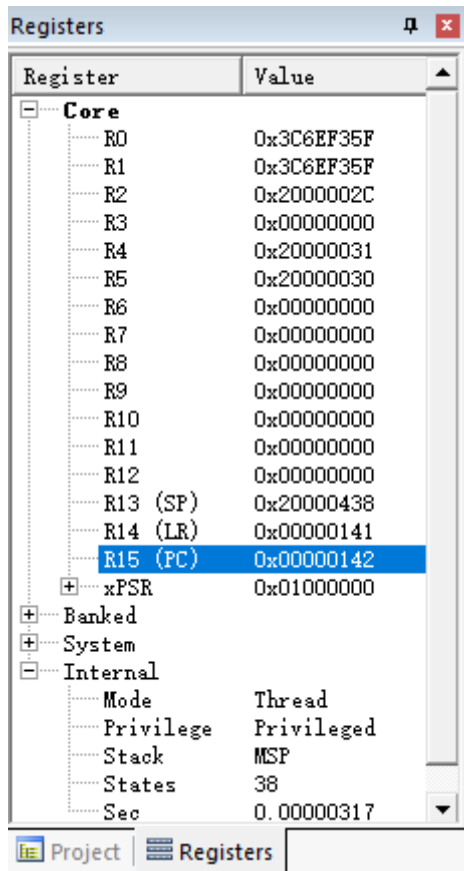 Registers
Register Value
Core
R0 0x3C6EF35F
R1 0x3C6EF35F
R2 0x2000002C
R3 0x00000000
R4 0x20000031
R5 0x20000030
R6 0x00000000
R7 0x00000000
R8 0x00000000
R9 0x00000000
R10 0x00000000
R11 0x00000000
R12 0x00000000
R13 (SP) 0x20000438
R14 (LR) 0x00000141
R15 (PC) 0x00000142
xPSR 0x01000000
Banked
System
Internal
Mode Thread
Privilege Privileged
Stack MSP
States 38
Sec 0.00000317
Project Registers